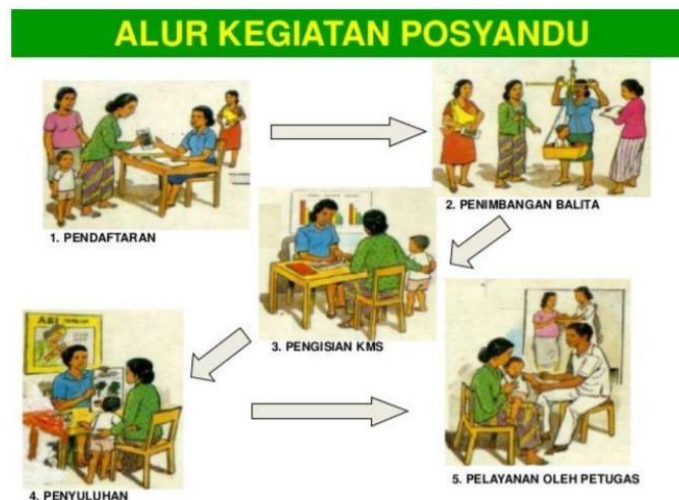 ALUR KEGIATAN POSYANDU
1. PENDAFTARAN
2. PENIMBANGAN BALITA
3. PENGISIAN KMS
ASI
4. PENYULUHAN
5. PELAYANAN OLEH PETUGAS